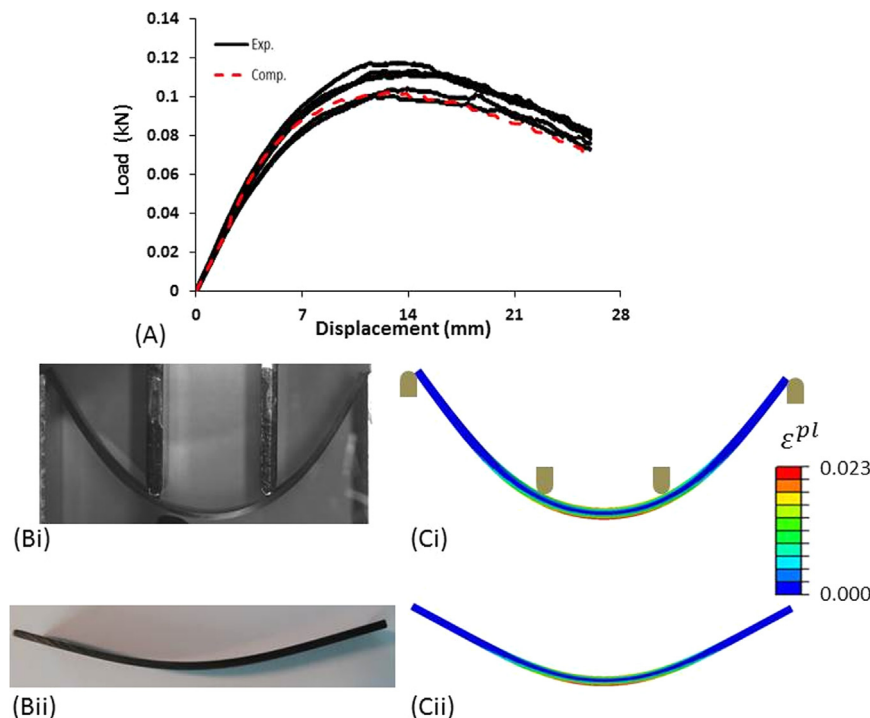 0.14
Exp.
0.12
Comp.
0.1
0.08
0.06
0.04
0.02
0
Load (kN)
0
7
14
21
28
Displacement (mm)
(A)
ε^pl
0.023
0.000
(Bi)
(Ci)
(Bii)
(Cii)